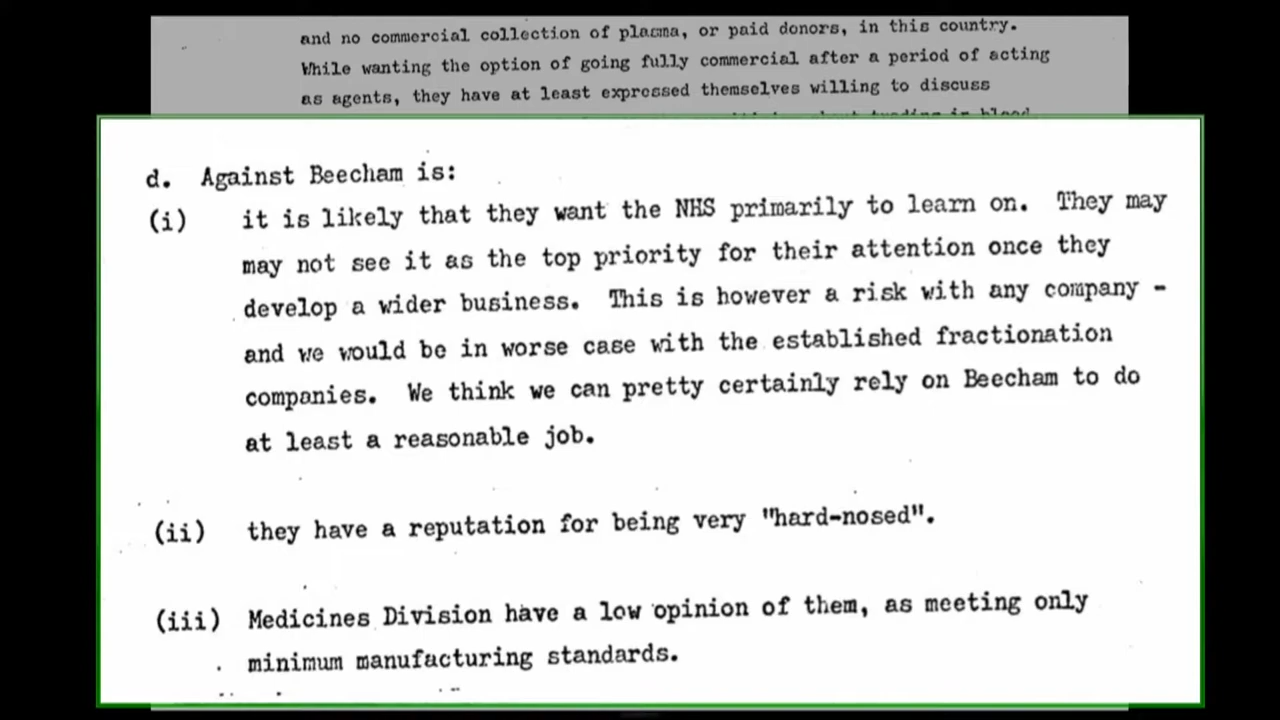 and no commercial collection of plasma, or paid donors, in this country.
While wanting the option of going fully commercial after a period of acting
as agents, they have at least expressed themselves willing to discuss
trading in blood
d. Against Beecham is:
(i) it is likely that they want the NHS primarily to learn on. They may
may not see it as the top priority for their attention once they
develop a wider business. This is however a risk with any company -
and we would be in worse case with the established fractionation
companies. We think we can pretty certainly rely on Beecham to do
at least a reasonable job.
(ii) they have a reputation for being very "hard-nosed".
(iii) Medicines Division have a low opinion of them, as meeting only
minimum manufacturing standards.